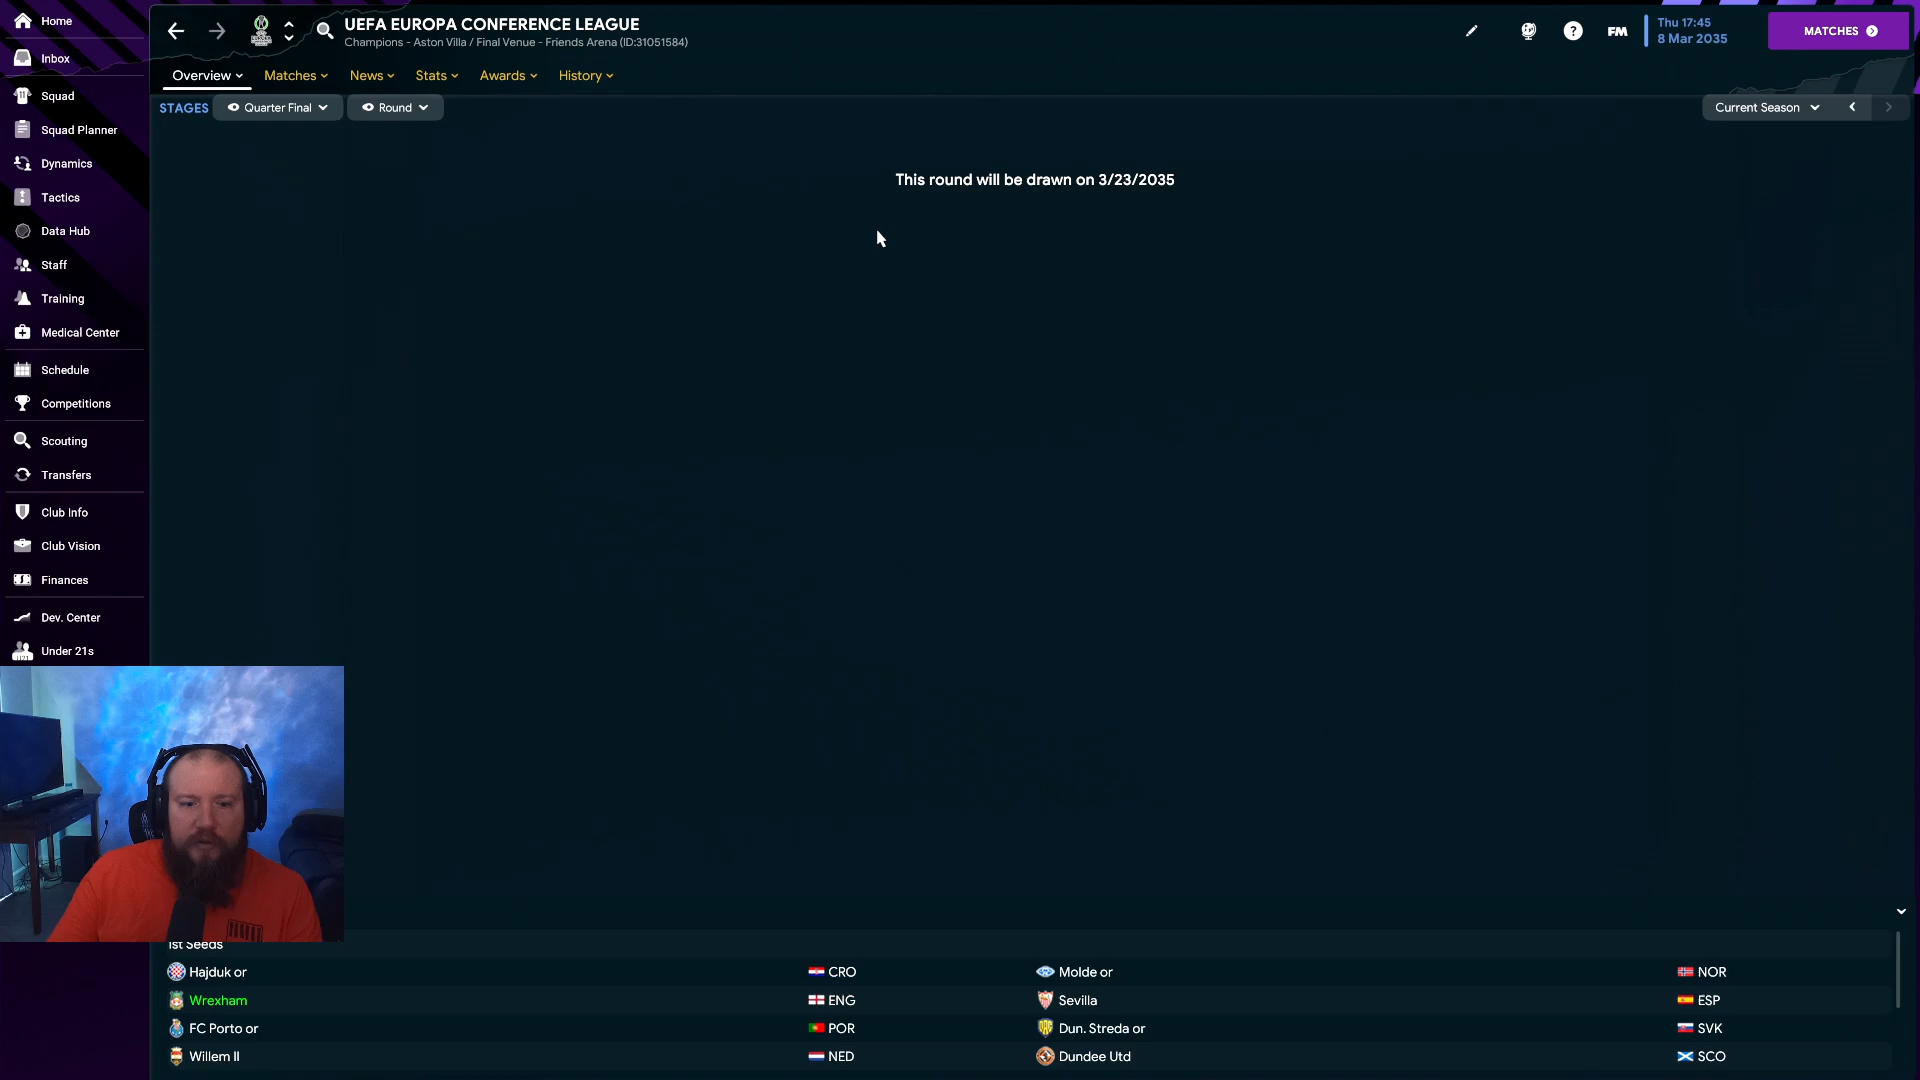 Home
Inbox
Squad
Squad Planner
Dynamics
Tactics
Data Hub
Staff
Training
Medical Center
Schedule
Competitions
Scouting
Transfers
Club Info
Club Vision
Finances
Dev. Center
Under 21s
UEFA EUROPA CONFERENCE LEAGUE
Champions - Aston Villa / Final Venue - Friends Arena (ID:31051584)
FM
Thu 17:45
8 Mar 2035
MATCHES
Overview Matches News Stats Awards History
STAGES Quarter Final Round Current Season
This round will be drawn on 3/23/2035
1st Seeds
Hajduk or CRO Molde or NOR
Wrexham ENG Sevilla ESP
FC Porto or POR Dun. Streda or SVK
Willem II NED Dundee Utd SCO